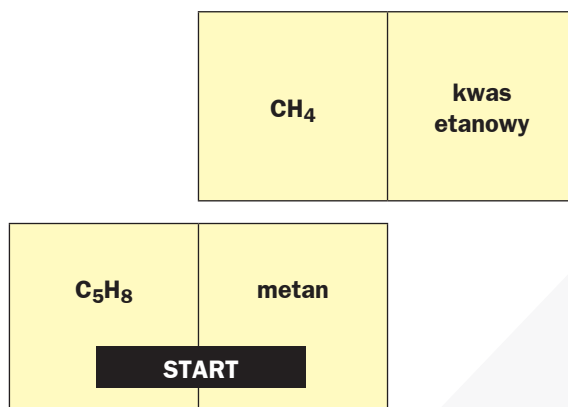 CH₄
kwas
etanowy
C₅H₈
metan
START